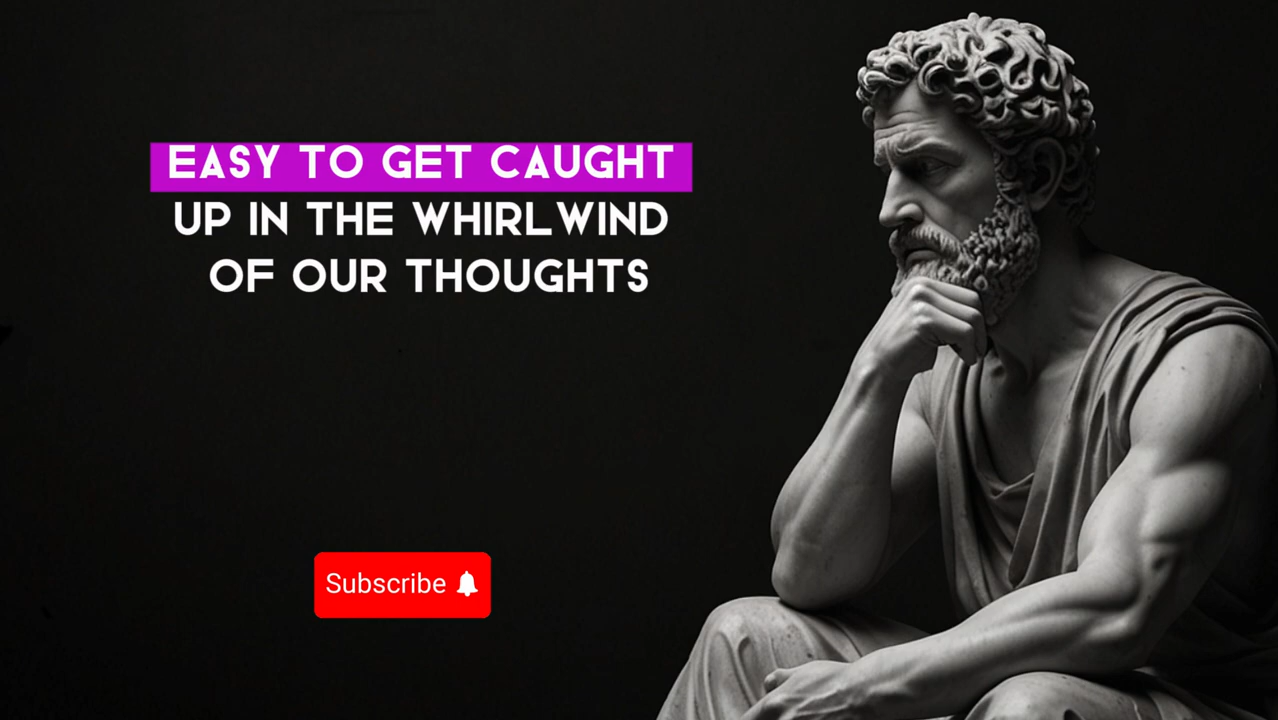 EASY TO GET CAUGHT
UP IN THE WHIRLWIND
OF OUR THOUGHTS
Subscribe